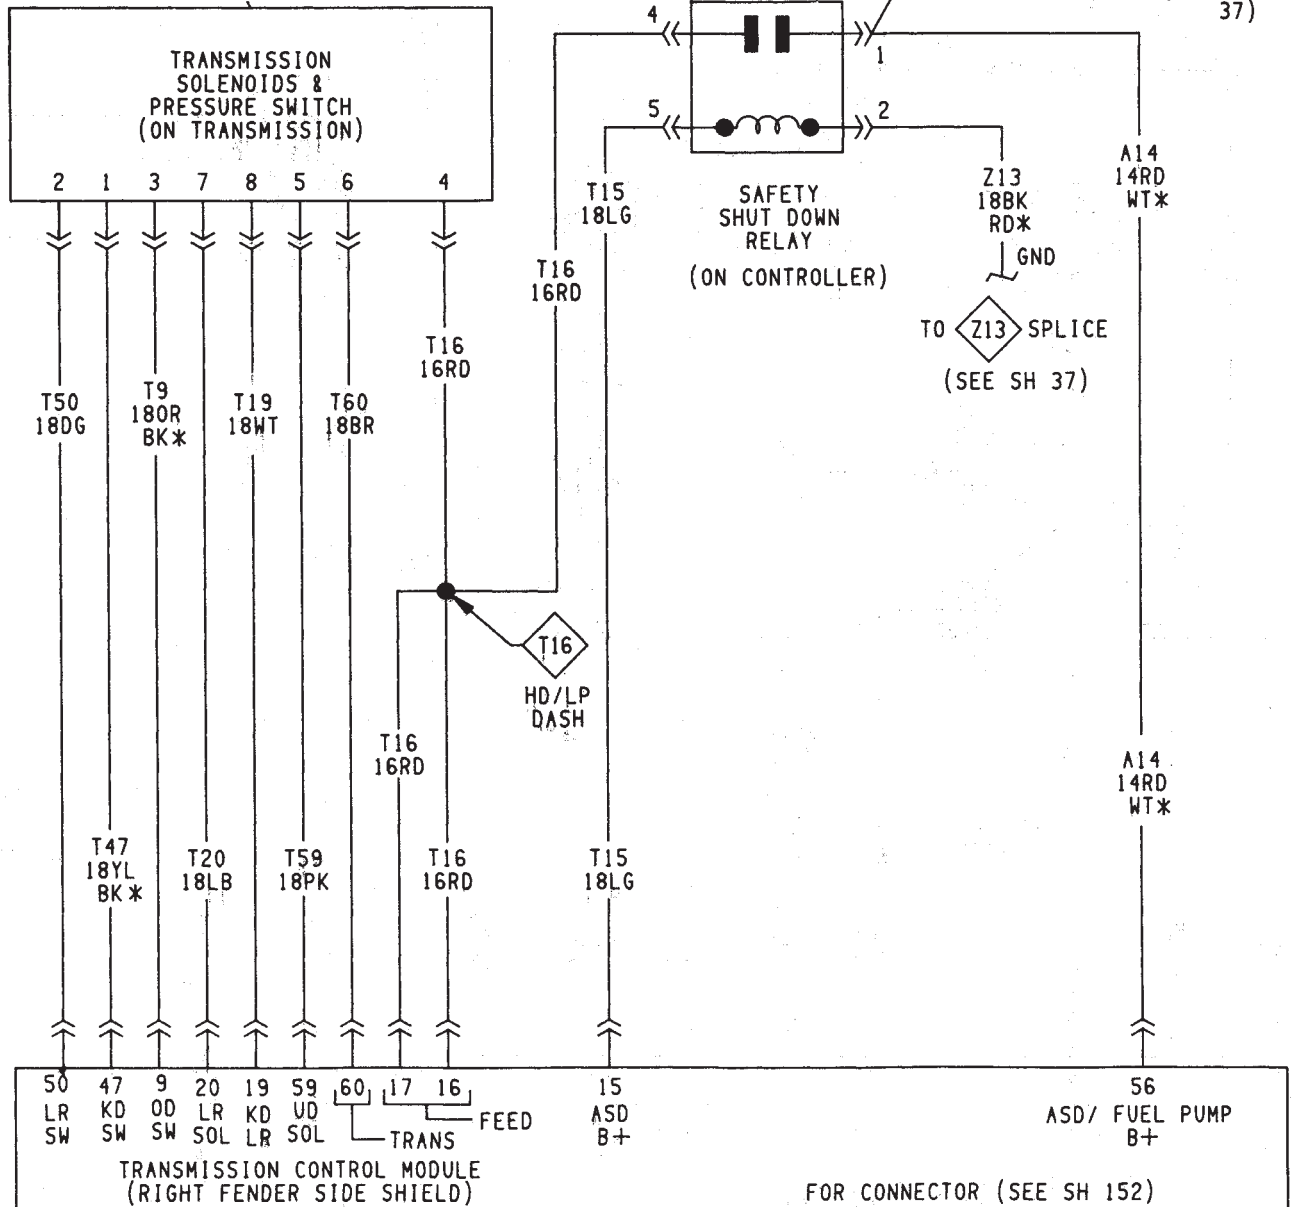 37)
TRANSMISSION
SOLENOIDS &
PRESSURE SWITCH
(ON TRANSMISSION)
2 1 3 7 8 5 6 4
4
1
5
2
SAFETY
SHUT DOWN
RELAY
(ON CONTROLLER)
T15
18LG
Z13
18BK
RD*
GND
A14
14RD
WT*
TO Z13 SPLICE
(SEE SH 37)
T16
16RD
T16
16RD
T50
18DG
T9
18OR
BK*
T19
18WT
T60
18BR
T16
HD/LP
DASH
T16
16RD
A14
14RD
WT*
T47
18YL
BK*
T20
18LB
T59
18PK
T16
16RD
T15
18LG
50 47 9 20 19 59 60 17 16 15 56
LR
SW
KD
SW
OD
SW
LR
SOL
KD
LR
UD
SOL
TRANS
FEED
ASD
B+
ASD/ FUEL PUMP
B+
TRANSMISSION CONTROL MODULE
(RIGHT FENDER SIDE SHIELD)
FOR CONNECTOR (SEE SH 152)